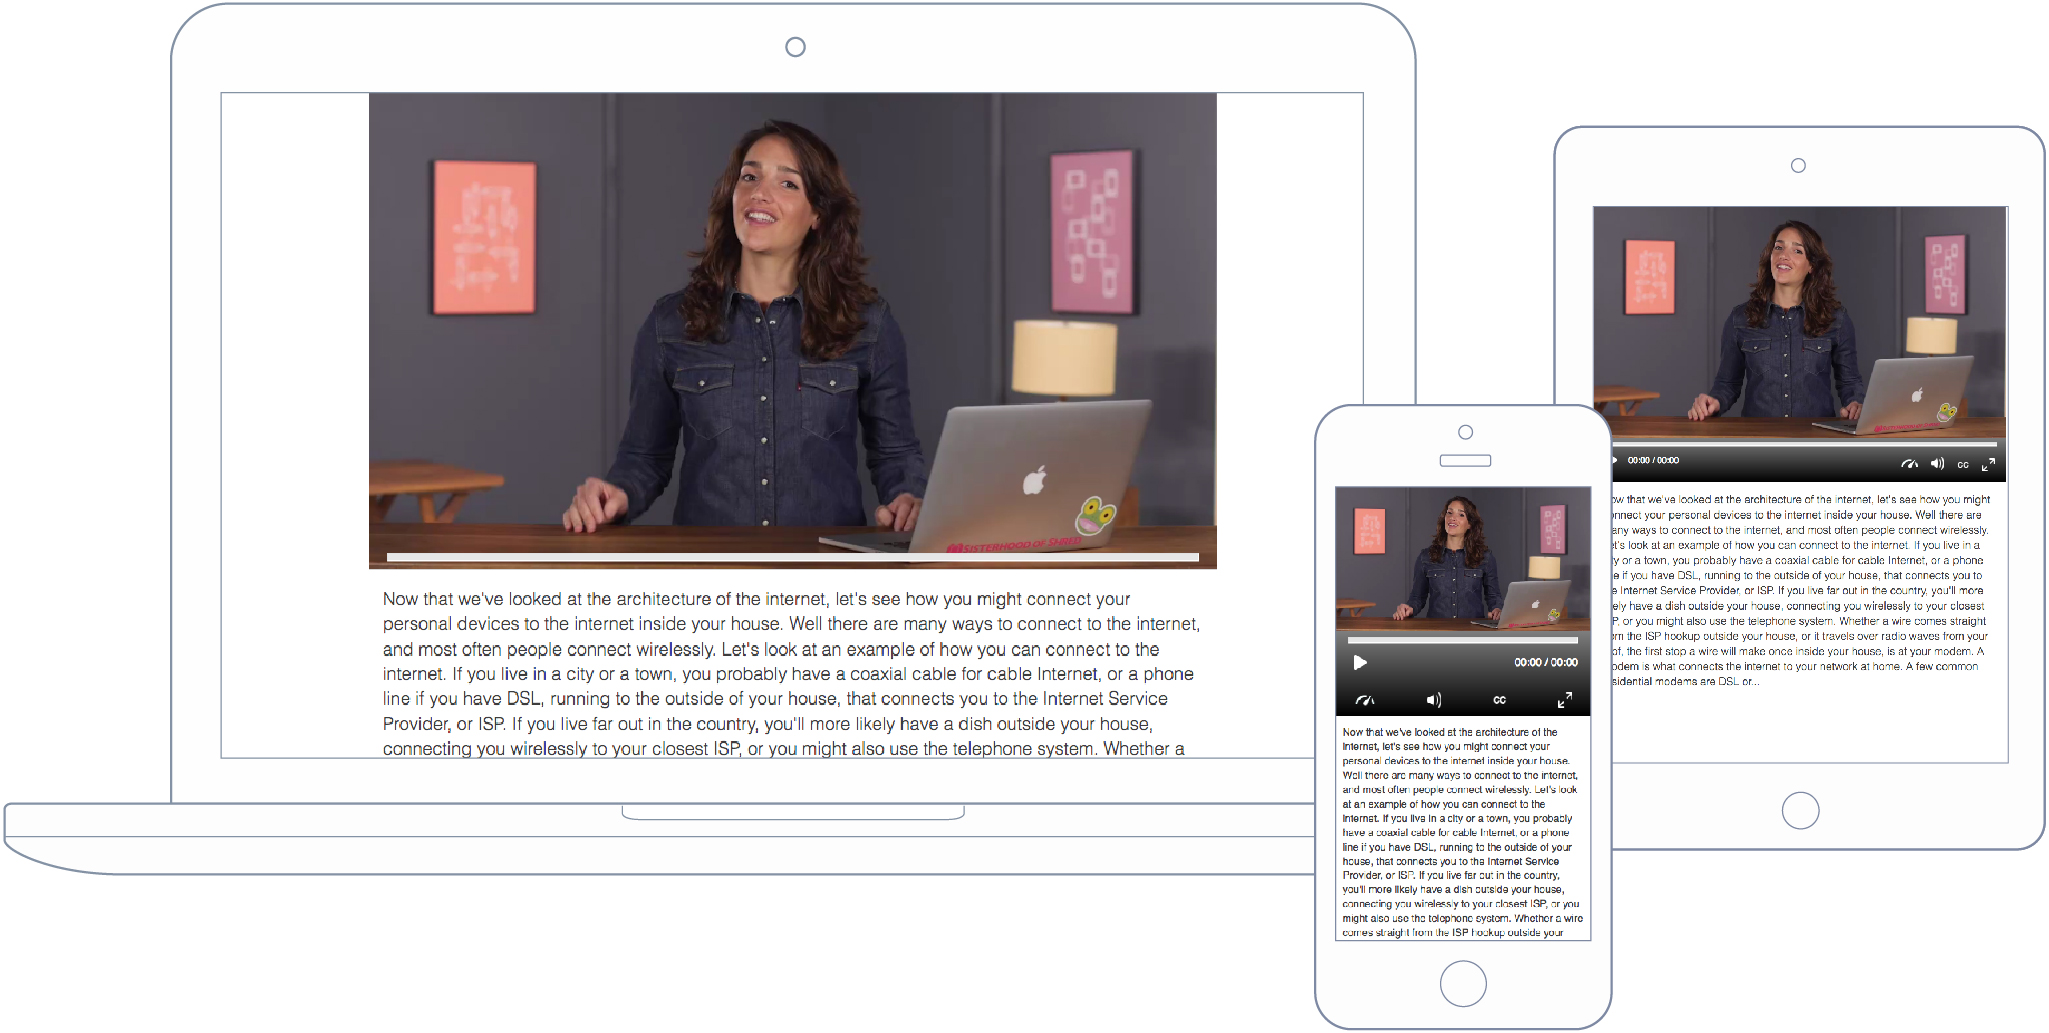 SISTERHOOD OF SHRED
Now that we've looked at the architecture of the internet, let's see how you might connect your
personal devices to the internet inside your house. Well there are many ways to connect to the internet,
and most often people connect wirelessly. Let's look at an example of how you can connect to the
internet. If you live in a city or a town, you probably have a coaxial cable for cable Internet, or a phone
line if you have DSL, running to the outside of your house, that connects you to the Internet Service
Provider, or ISP. If you live far out in the country, you'll more likely have a dish outside your house,
connecting you wirelessly to your closest ISP, or you might also use the telephone system. Whether a
00:00 / 00:00
CC
Now that we've looked at the architecture of the
internet, let's see how you might connect your
personal devices to the internet inside your house.
Well there are many ways to connect to the internet,
and most often people connect wirelessly. Let's look
at an example of how you can connect to the
internet. If you live in a city or a town, you probably
have a coaxial cable for cable Internet, or a phone
line if you have DSL, running to the outside of your
house, that connects you to the Internet Service
Provider, or ISP. If you live far out in the country,
you'll more likely have a dish outside your house,
connecting you wirelessly to your closest ISP, or you
might also use the telephone system. Whether a wire
comes straight from the ISP hookup outside your
SISTERHOOD OF SHRED
00:00 / 00:00
CC
ow that we've looked at the architecture of the internet, let's see how you might
nnect your personal devices to the internet inside your house. Well there are
any ways to connect to the internet, and most often people connect wirelessly.
t's look at an example of how you can connect to the internet. If you live in a
y or a town, you probably have a coaxial cable for cable Internet, or a phone
e if you have DSL, running to the outside of your house, that connects you to
e Internet Service Provider, or ISP. If you live far out in the country, you'll more
ely have a dish outside your house, connecting you wirelessly to your closest
P, or you might also use the telephone system. Whether a wire comes straight
m the ISP hookup outside your house, or it travels over radio waves from your
of, the first stop a wire will make once inside your house, is at your modem. A
odem is what connects the internet to your network at home. A few common
sidential modems are DSL or...